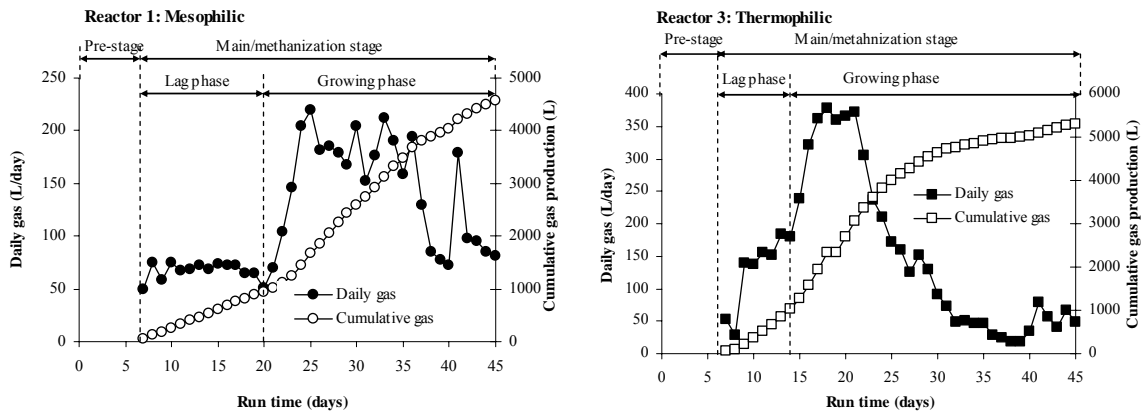 Reactor 1: Mesophilic
Pre-stage
Main/methanization stage
Lag phase
Growing phase
250
200
150
100
50
0
Daily gas (L/day)
5000
4000
3000
2000
1000
0
Cumulative gas production (L)
Daily gas
Cumulative gas
0 5 10 15 20 25 30 35 40 45
Run time (days)
Reactor 3: Thermophilic
Pre-stage
Main/metahnization stage
Lag phase
Growing phase
400
350
300
250
200
150
100
50
0
Daily gas (L/day)
6000
5000
4000
3000
2000
1000
0
Cumulative gas production (L)
Daily gas
Cumulative gas
0 5 10 15 20 25 30 35 40 45
Run time (days)